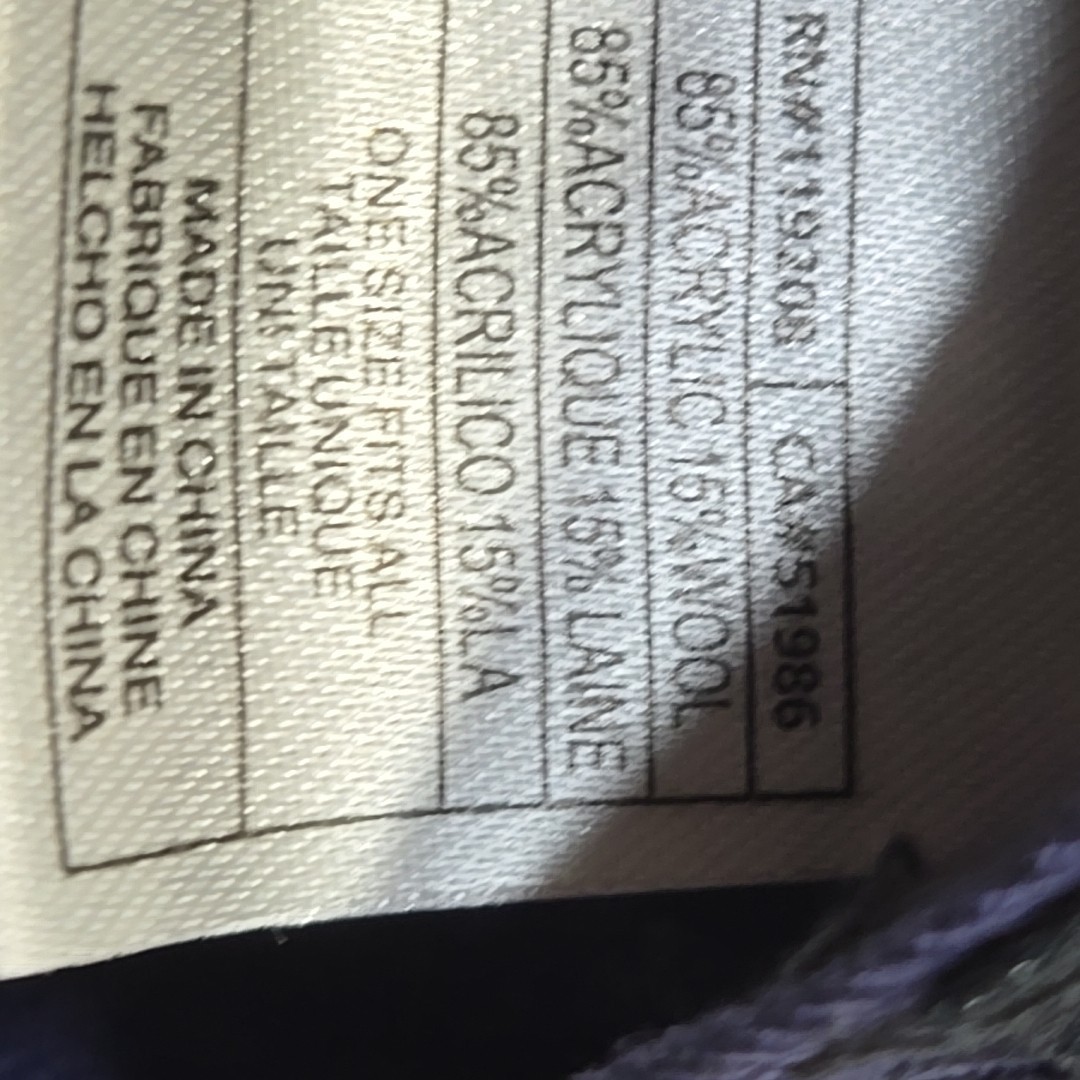 RN#119308 CA#51986
85%ACRYLIC 15%WOOL
85%ACRYLIQUE 15% LAINE
85%ACRILICO 15%LA
ONE SIZE FITS ALL
TAILLE UNIQUE
UNI TAILLE
MADE IN CHINA
FABRIQUE EN CHINE
HELCHO EN LA CHINA